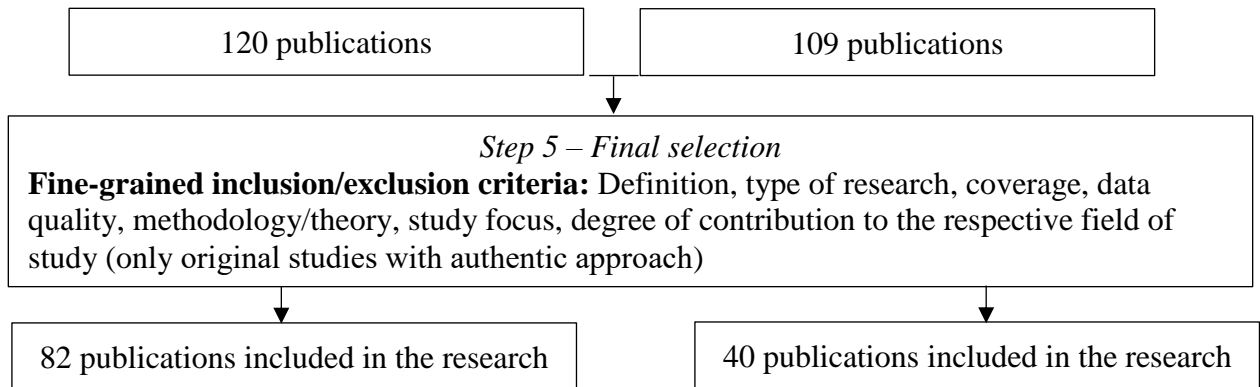 120 publications
109 publications
Step 5 – Final selection
Fine-grained inclusion/exclusion criteria: Definition, type of research, coverage, data
quality, methodology/theory, study focus, degree of contribution to the respective field of
study (only original studies with authentic approach)
82 publications included in the research
40 publications included in the research